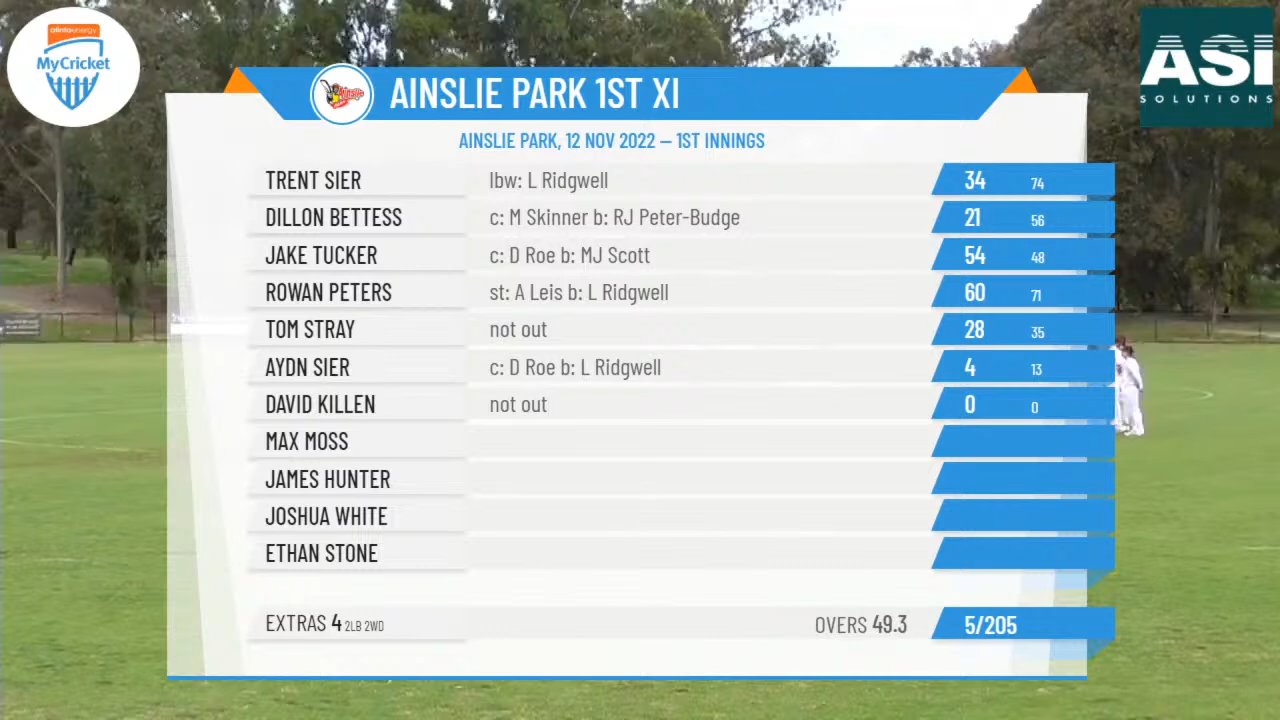 alintaenergy
MyCricket
ASI
SOLUTIONS
AINSLIE PARK 1ST XI
AINSLIE PARK, 12 NOV 2022 – 1ST INNINGS
TRENT SIER lbw: L Ridgwell 34 74
DILLON BETTESS c: M Skinner b: RJ Peter-Budge 21 56
JAKE TUCKER c: D Roe b: MJ Scott 54 48
ROWAN PETERS st: A Leis b: L Ridgwell 60 71
TOM STRAY not out 28 35
AYDN SIER c: D Roe b: L Ridgwell 4 13
DAVID KILLEN not out 0 0
MAX MOSS
JAMES HUNTER
JOSHUA WHITE
ETHAN STONE
EXTRAS 4 2LB 2WD OVERS 49.3 5/205